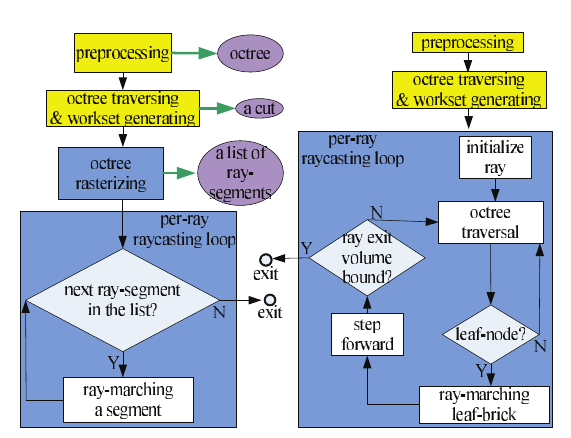 preprocessing
octree
octree traversing
& workset generating
a cut
octree
rasterizing
a list of
ray-
segments
per-ray
raycasting loop
next ray-segment
in the list?
N
exit
Y
ray-marching
a segment
preprocessing
octree traversing
& workset generating
per-ray
raycasting loop
initialize
ray
octree
traversal
N
ray exit
volume
bound?
Y
exit
step
forward
leaf-node?
N
Y
ray-marching
leaf-brick